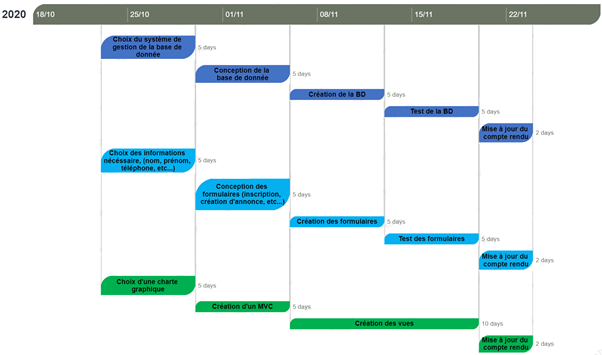 2020
18/10 25/10 01/11 08/11 15/11 22/11
Choix du système de
gestion de la base de
donnée
5 days
Conception de la
base de donnée
5 days
Création de la BD
5 days
Test de la BD
5 days
Mise à jour du
compte rendu
2 days
Choix des informations
nécéssaire, (nom, prénom,
téléphone, etc...)
5 days
Conception des
formulaires (inscription,
création d'annonce, etc...)
5 days
Création des formulaires
5 days
Test des formulaires
5 days
Mise à jour du
compte rendu
2 days
Choix d'une charte
graphique
5 days
Création d'un MVC
5 days
Création des vues
10 days
Mise à jour du
compte rendu
2 days